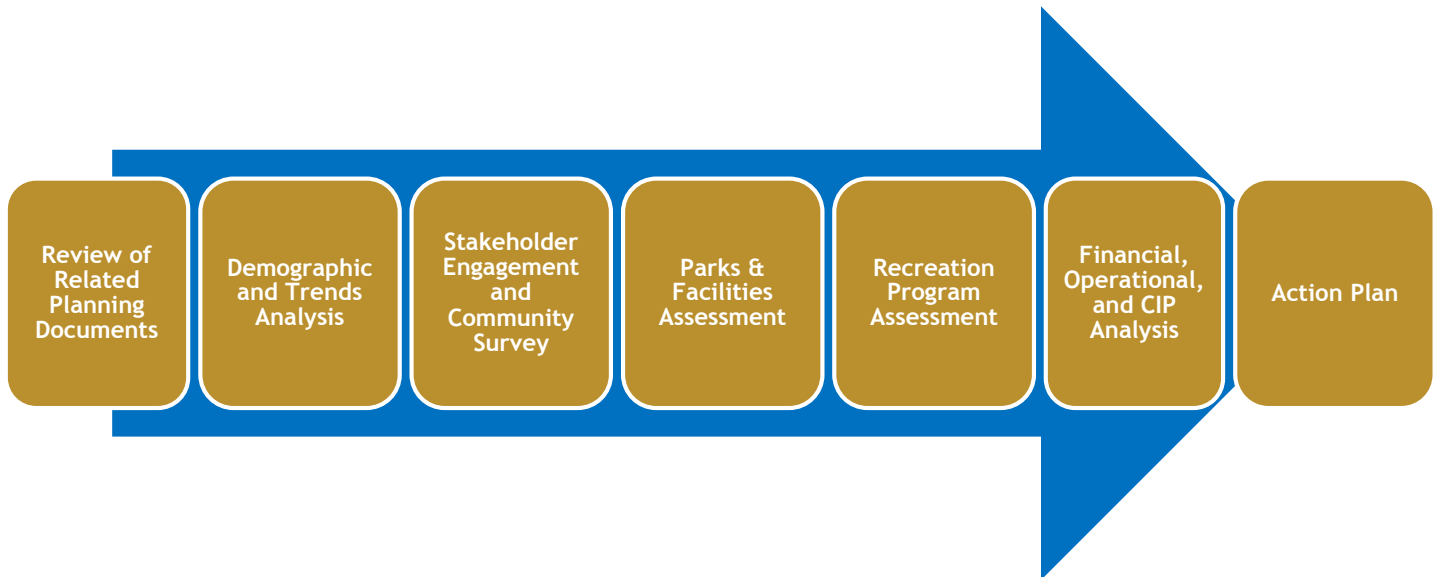 Review of
Related
Planning
Documents
Demographic
and Trends
Analysis
Stakeholder
Engagement
and
Community
Survey
Parks &
Facilities
Assessment
Recreation
Program
Assessment
Financial,
Operational,
and CIP
Analysis
Action Plan